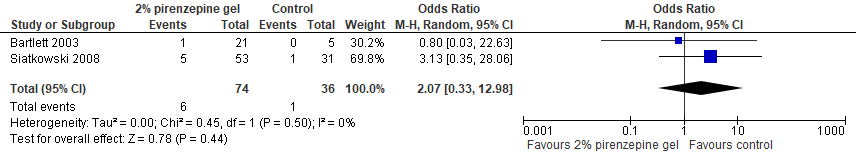 2% pirenzepine gel Control Odds Ratio Odds Ratio
Study or Subgroup Events Total Events Total Weight M-H, Random, 95% CI M-H, Random, 95% CI
Bartlett 2003 1 21 0 5 30.2% 0.80 [0.03, 22.63]
Siatkowski 2008 5 53 1 31 69.8% 3.13 [0.35, 28.06]
Total (95% CI) 74 36 100.0% 2.07 [0.33, 12.98]
Total events 6 1
Heterogeneity: Tau² = 0.00; Chi² = 0.45, df = 1 (P = 0.50); I² = 0%
Test for overall effect: Z = 0.78 (P = 0.44)
0.001 0.1 1 10 1000
Favours 2% pirenzepine gel Favours control